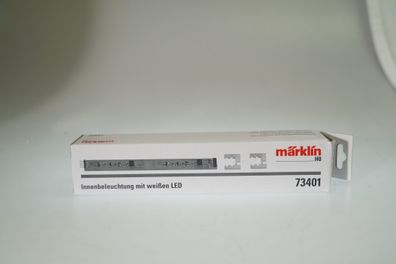 märklin
H0
Innenbeleuchtung mit weißen LED
73401